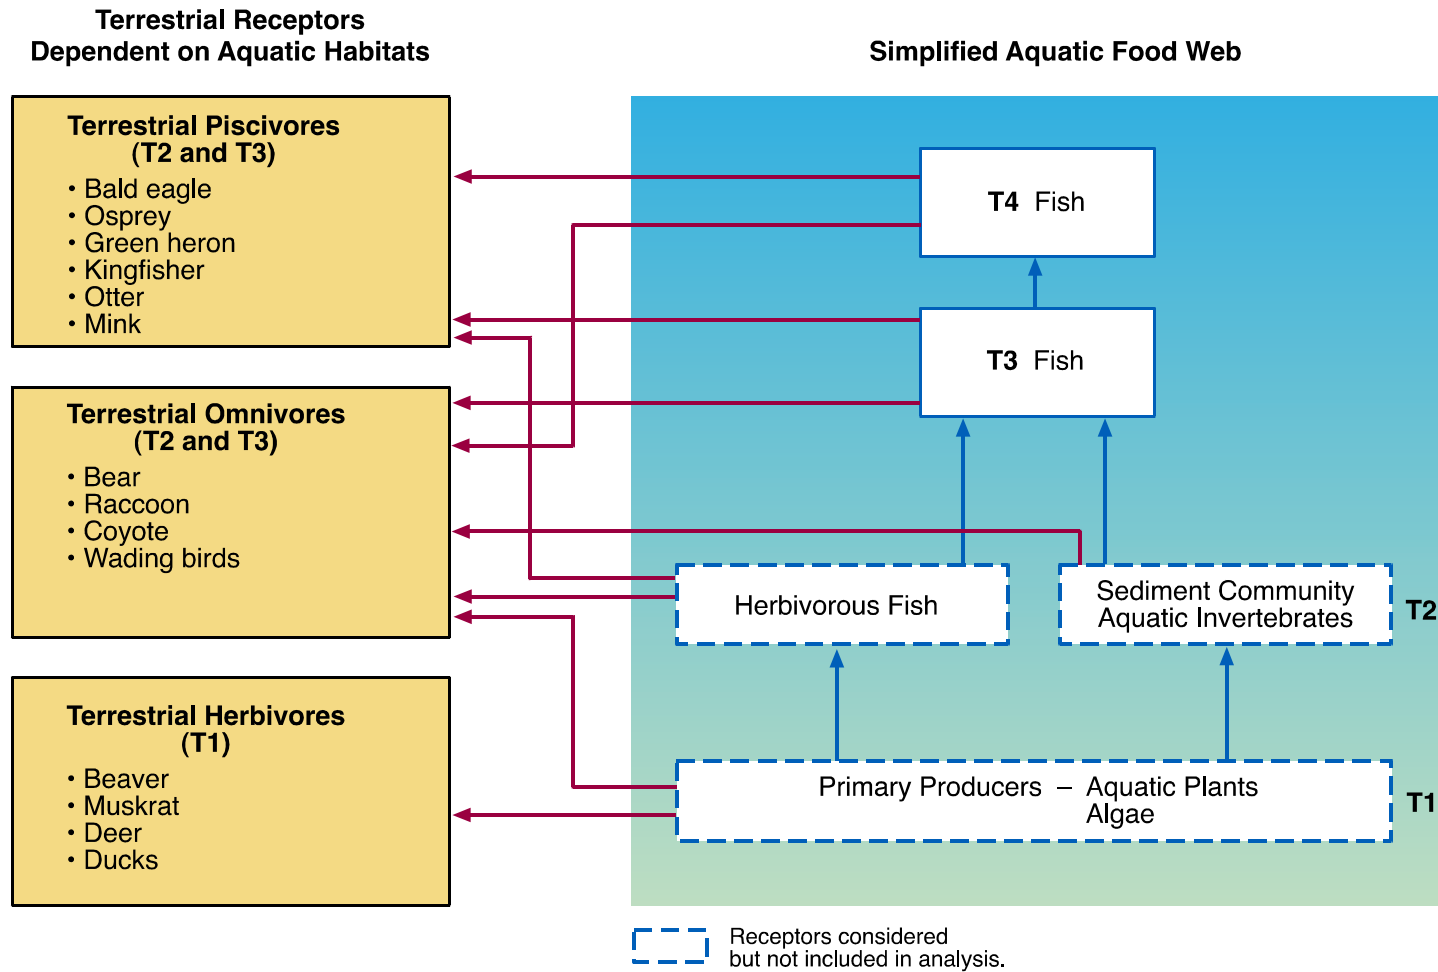 Terrestrial Receptors
Dependent on Aquatic Habitats
Terrestrial Piscivores
(T2 and T3)
• Bald eagle
• Osprey
• Green heron
• Kingfisher
• Otter
• Mink
Terrestrial Omnivores
(T2 and T3)
• Bear
• Raccoon
• Coyote
• Wading birds
Terrestrial Herbivores
(T1)
• Beaver
• Muskrat
• Deer
• Ducks
Simplified Aquatic Food Web
T4 Fish
T3 Fish
Herbivorous Fish
Sediment Community
Aquatic Invertebrates
T2
Primary Producers – Aquatic Plants
Algae
T1
Receptors considered
but not included in analysis.